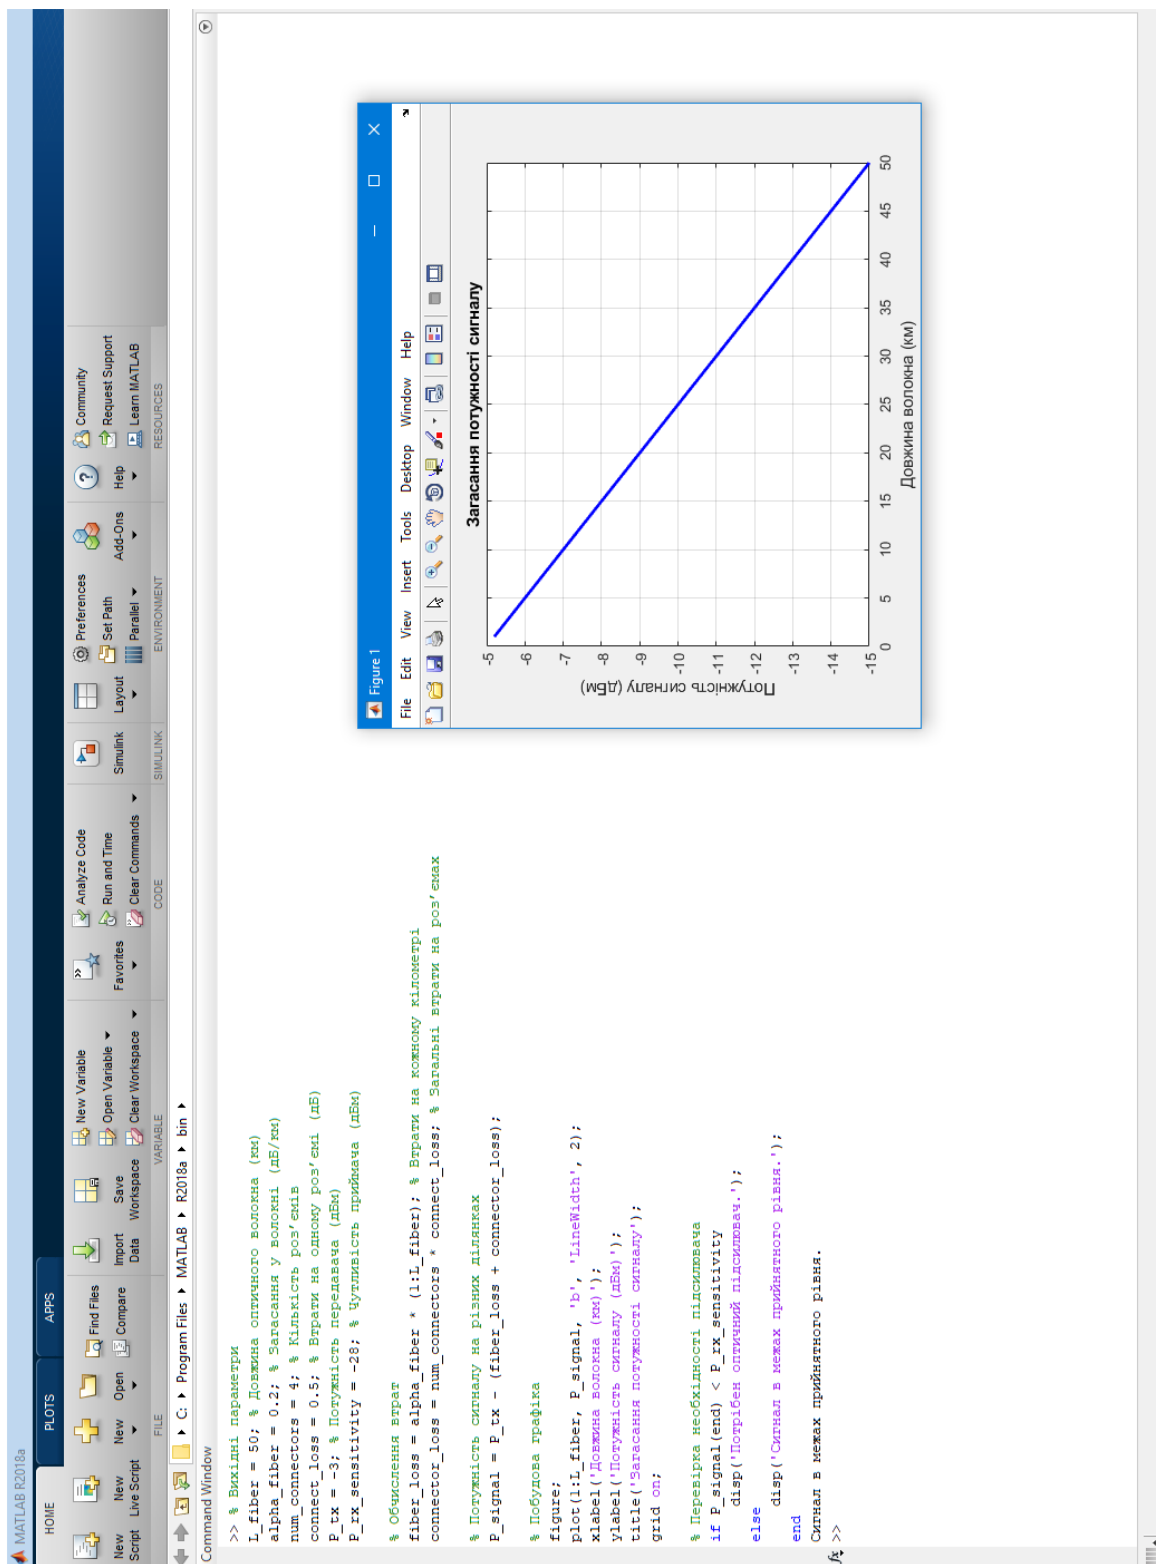 MATLAB R2018a
HOME
PLOTS
APPS
New Script
New Live Script
New
Open
Find Files
Compare
Import Data
Save Workspace
New Variable
Open Variable
Clear Workspace
Favorites
Analyze Code
Run and Time
Clear Commands
Simulink
Layout
Preferences
Set Path
Parallel
Add-Ons
Help
Community
Request Support
Learn MATLAB
FILE
VARIABLE
CODE
SIMULINK
ENVIRONMENT
RESOURCES
C: Program Files MATLAB R2018a bin
Command Window
>> % Вихідні параметри
L_fiber = 50; % Довжина оптичного волокна (км)
alpha_fiber = 0.2; % Загасання у волокні (дБ/км)
num_connectors = 4; % Кількість роз'ємів
connect_loss = 0.5; % Втрати на одному роз'ємі (дБ)
P_tx = -3; % Потужність передавача (дБм)
P_rx_sensitivity = -28; % Чутливість приймача (дБм)
% Обчислення втрат
fiber_loss = alpha_fiber * (1:L_fiber); % Втрати на кожному кілометрі
connector_loss = num_connectors * connect_loss; % Загальні втрати на роз'ємах
% Потужність сигналу на різних ділянках
P_signal = P_tx - (fiber_loss + connector_loss);
% Побудова графіка
figure;
plot(1:L_fiber, P_signal, 'b', 'LineWidth', 2);
xlabel('Довжина волокна (км)');
ylabel('Потужність сигналу (дБм)');
title('Загасання потужності сигналу');
grid on;
% Перевірка необхідності підсилювача
if P_signal(end) < P_rx_sensitivity
disp('Потрібен оптичний підсилювач.');
else
disp('Сигнал в межах прийнятного рівня.');
end
Сигнал в межах прийнятного рівня.
fx >>
Figure 1
File Edit View Insert Tools Desktop Window Help
Загасання потужності сигналу
Потужність сигналу (дБм)
-5
-6
-7
-8
-9
-10
-11
-12
-13
-14
-15
0 5 10 15 20 25 30 35 40 45 50
Довжина волокна (км)